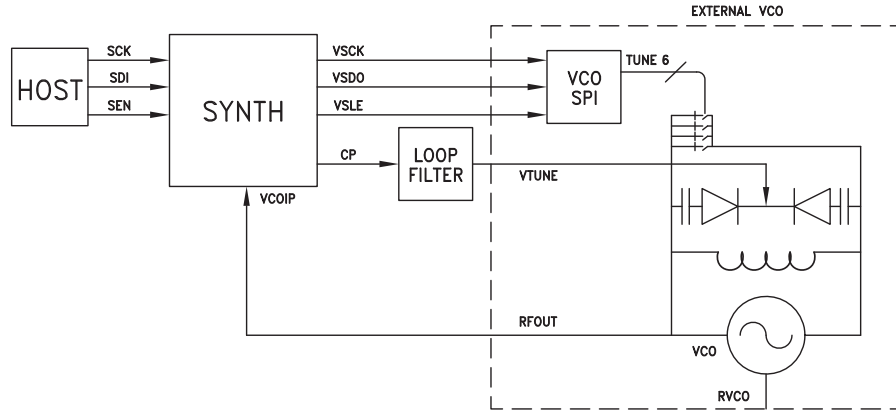 EXTERNAL VCO
HOST
SCK
SDI
SEN
SYNTH
VSCK
VSDO
VSLE
VCO
SPI
TUNE 6
CP
LOOP
FILTER
VTUNE
VCOIP
RFOUT
VCO
RVCO